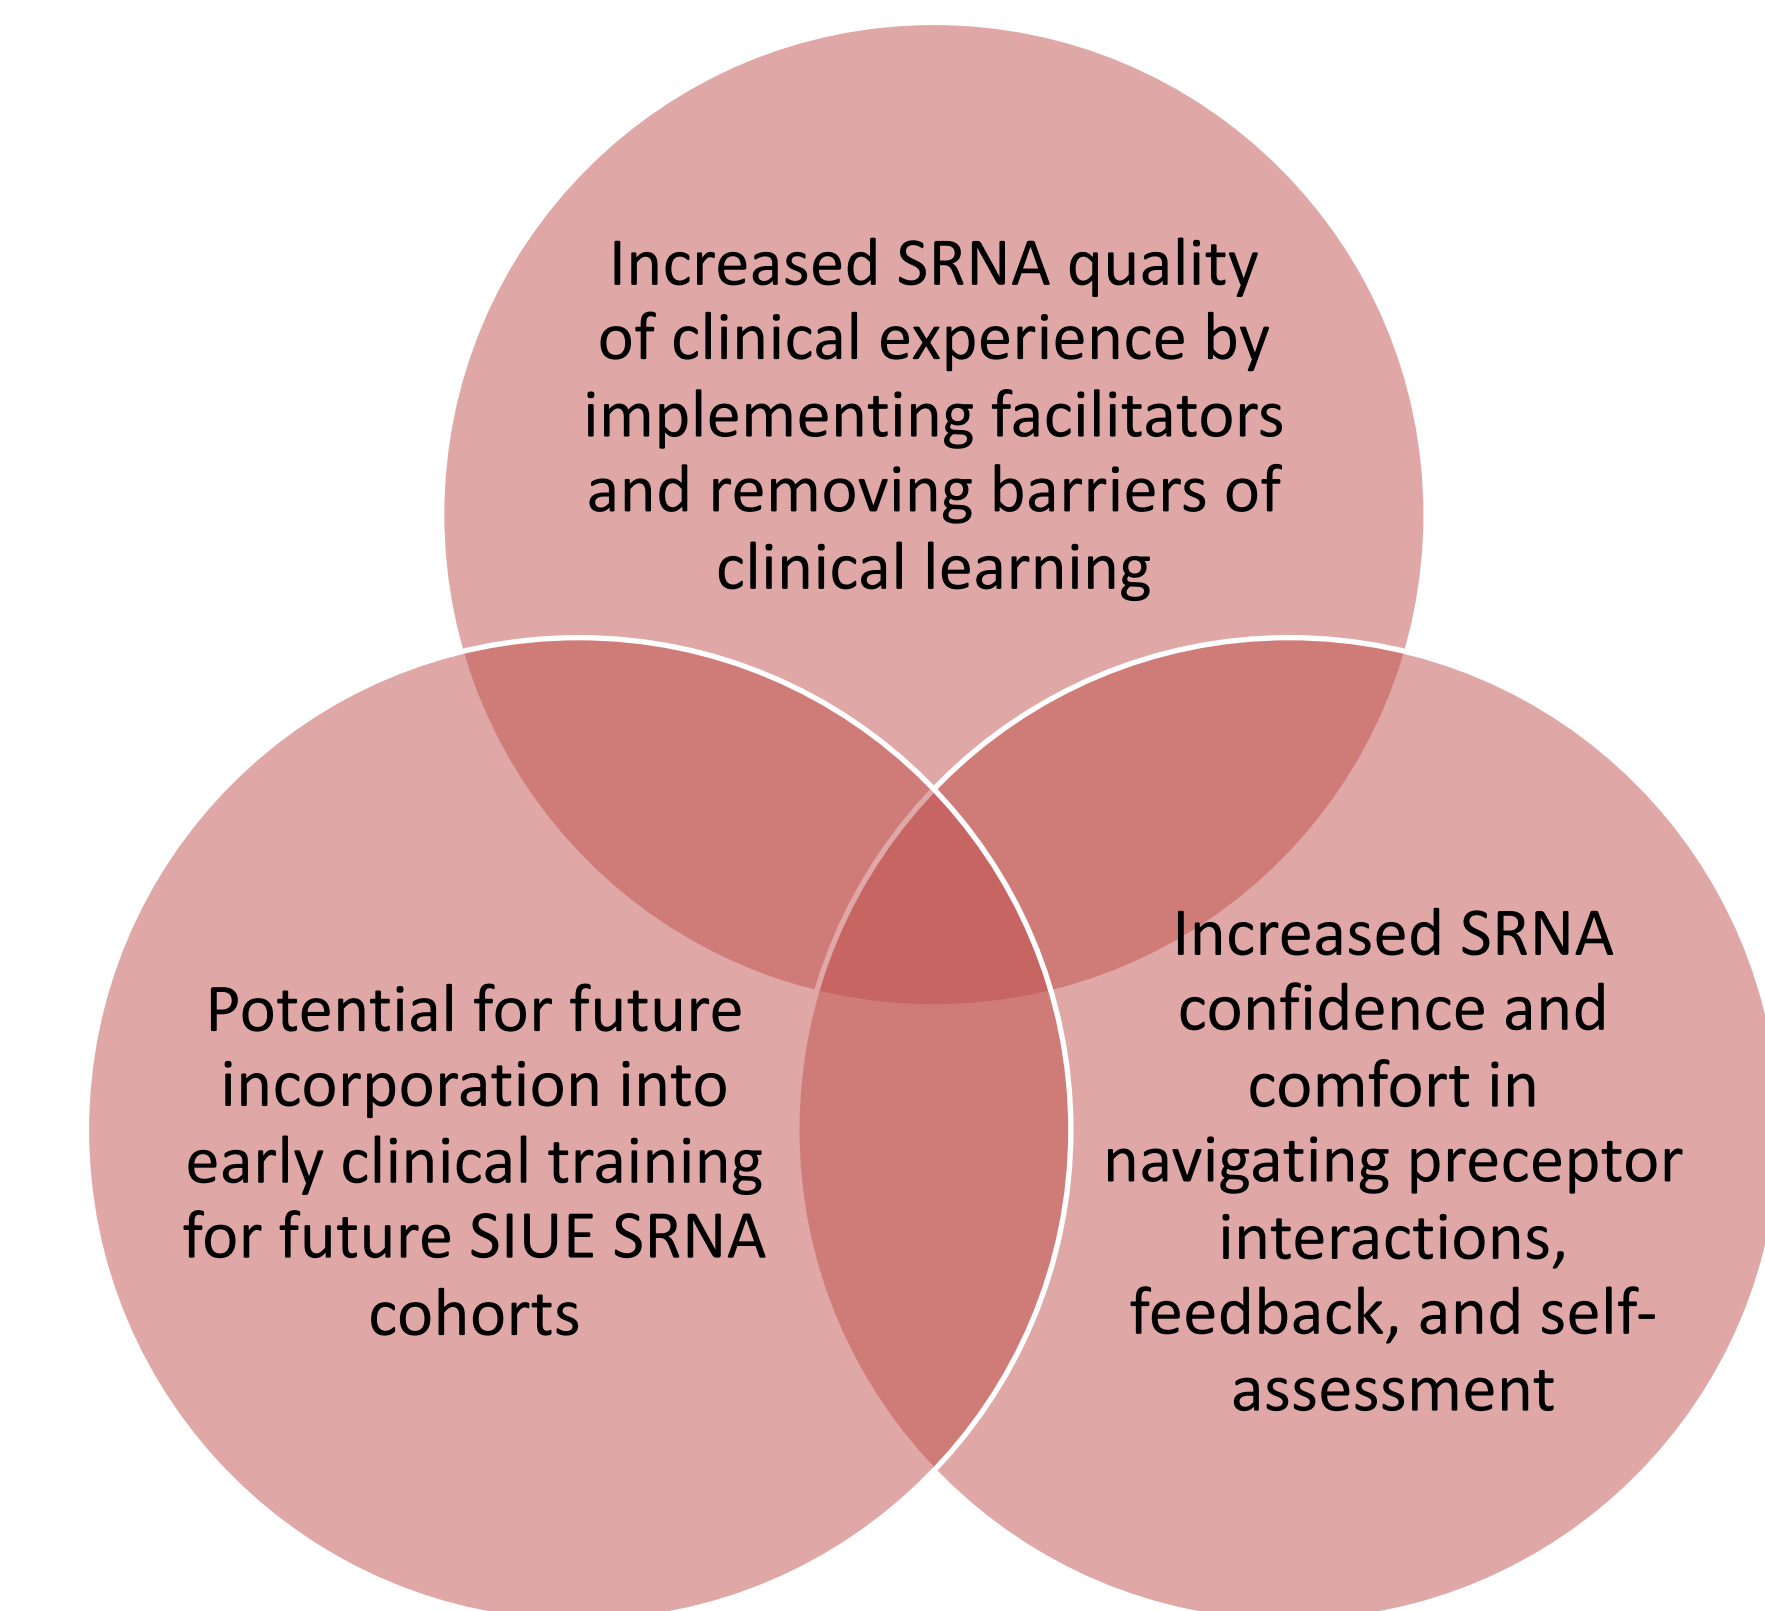 Increased SRNA quality
of clinical experience by
implementing facilitators
and removing barriers of
clinical learning
Potential for future
incorporation into
early clinical training
for future SIUE SRNA
cohorts
Increased SRNA
confidence and
comfort in
navigating preceptor
interactions,
feedback, and self-
assessment